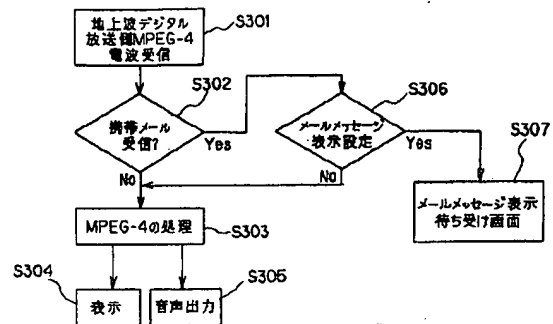 地上波デジタル
放送側MPEG-4
電波受信
S301
S302
携帯メール
受信?
Yes
No
S306
メールメッセージ
表示設定
Yes
No
S307
メールメッセージ表示
待ち受け画面
MPEG-4の処理
S303
S304
表示
音声出力
S305